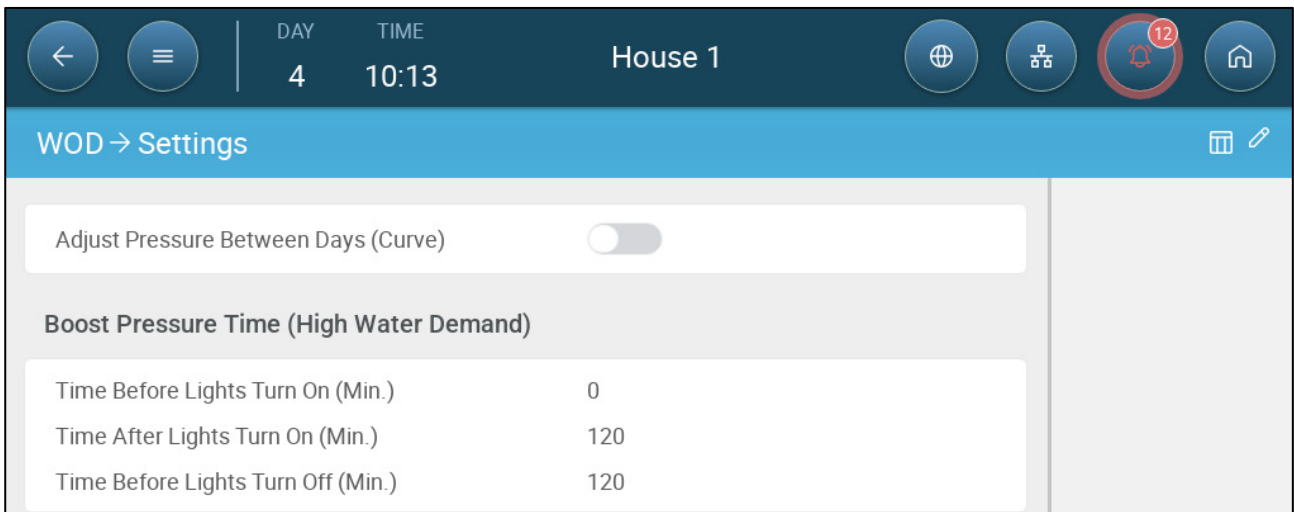 DAY TIME
4 10:13
House 1
12
WOD → Settings
Adjust Pressure Between Days (Curve)
Boost Pressure Time (High Water Demand)
Time Before Lights Turn On (Min.) 0
Time After Lights Turn On (Min.) 120
Time Before Lights Turn Off (Min.) 120